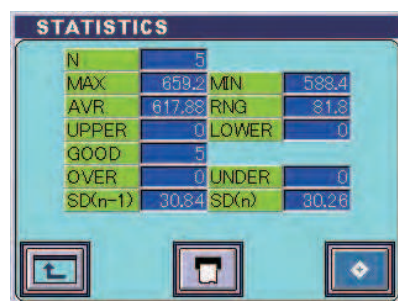 STATISTICS
N 5
MAX 659.2 MIN 588.4
AVR 617.88 RNG 81.8
UPPER 0 LOWER 0
GOOD 5
OVER 0 UNDER 0
SD(n-1) 30.84 SD(n) 30.26